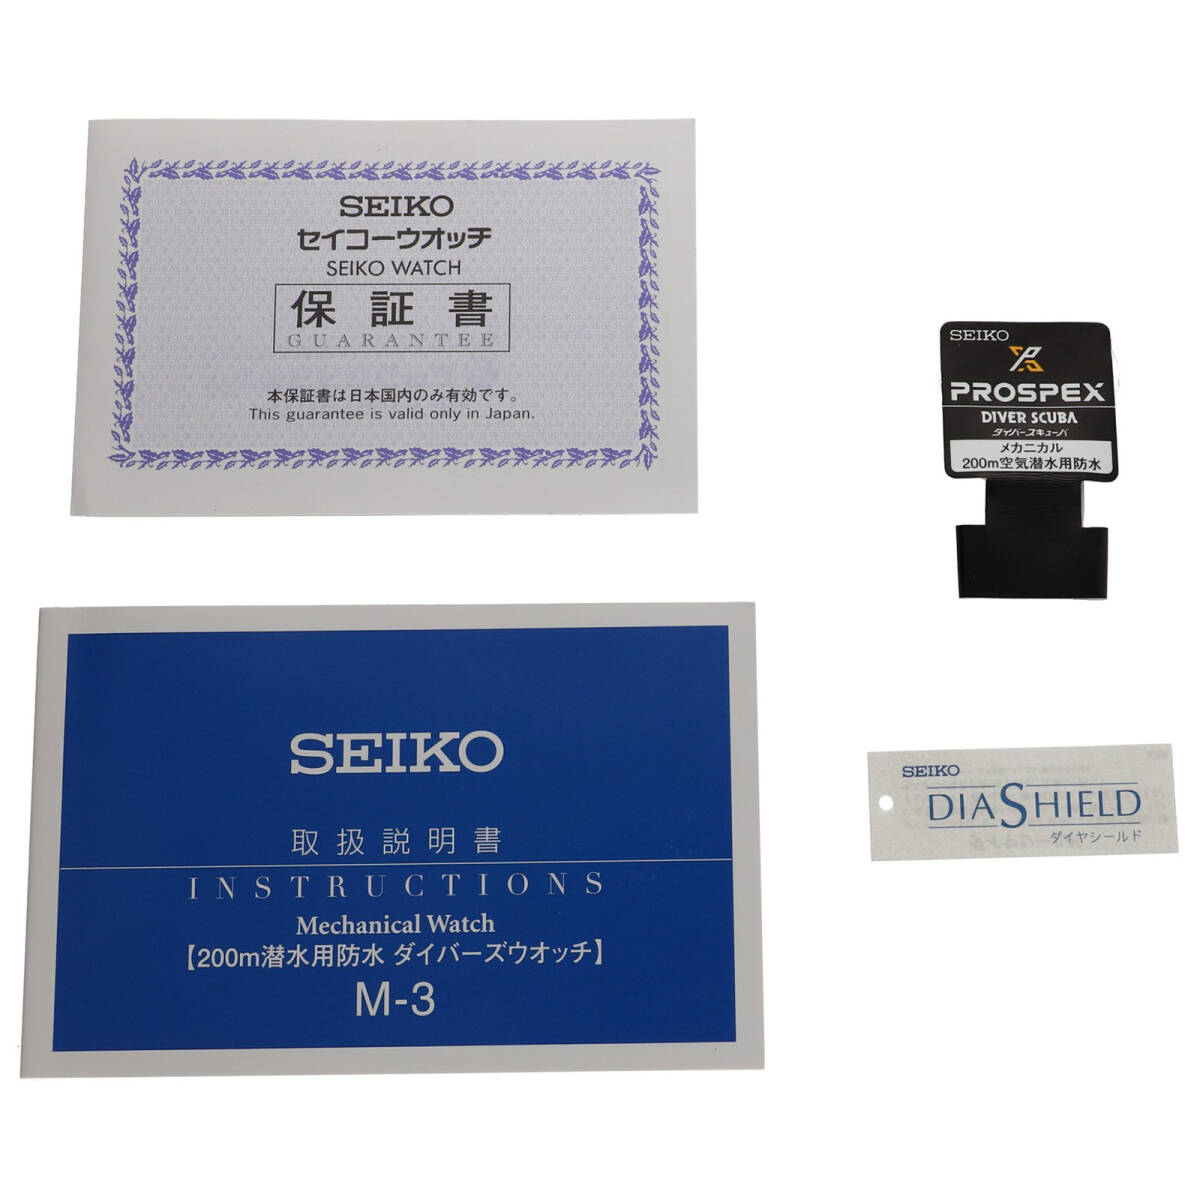 SEIKO
セイコーウオッチ
SEIKO WATCH
保証書
GUARANTEE
本保証書は日本国内のみ有効です。
This guarantee is valid only in Japan.
SEIKO
PROSPEX
DIVER SCUBA
ダイバースキューバ
メカニカル
200m空気潜水用防水
SEIKO
取扱説明書
INSTRUCTIONS
Mechanical Watch
【200m潜水用防水 ダイバーズウオッチ】
M-3
SEIKO
DIASHIELD
ダイヤシールド